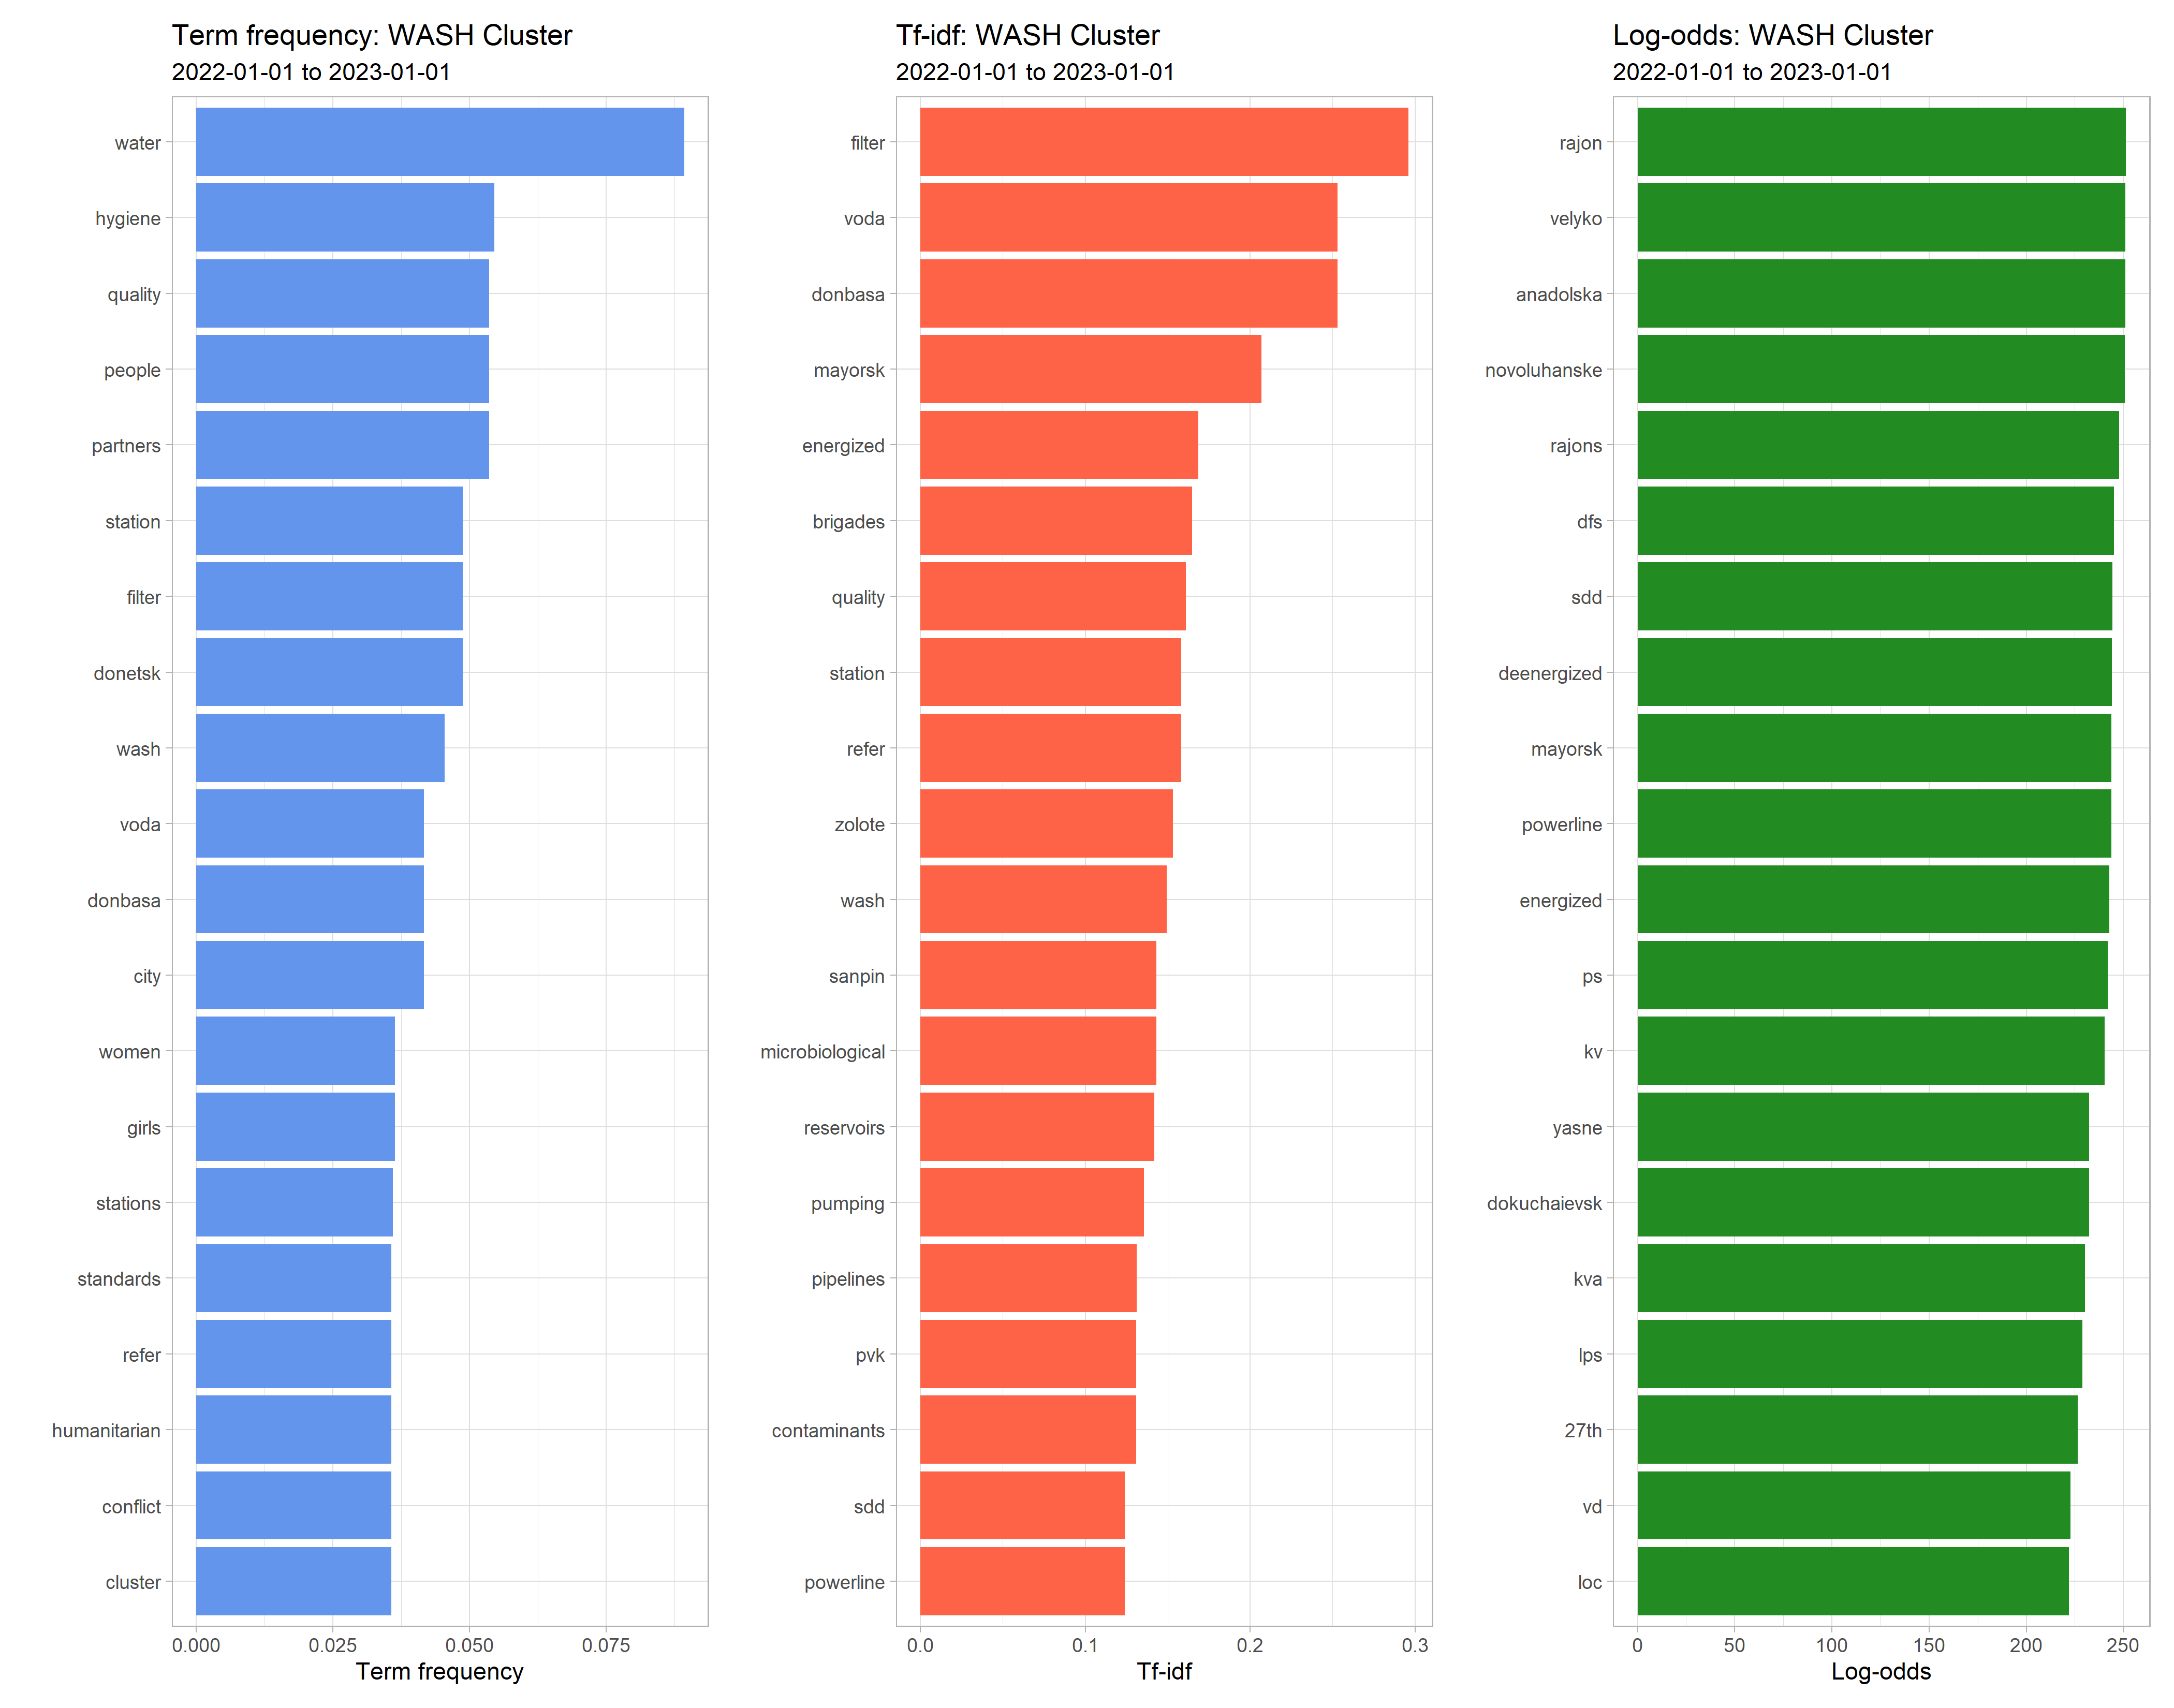 Term frequency: WASH Cluster
2022-01-01 to 2023-01-01
water
hygiene
quality
people
partners
station
filter
donetsk
wash
voda
donbasa
city
women
girls
stations
standards
refer
humanitarian
conflict
cluster
0.000 0.025 0.050 0.075
Term frequency
Tf-idf: WASH Cluster
2022-01-01 to 2023-01-01
filter
voda
donbasa
mayorsk
energized
brigades
quality
station
refer
zolote
wash
sanpin
microbiological
reservoirs
pumping
pipelines
pvk
contaminants
sdd
powerline
0.0 0.1 0.2 0.3
Tf-idf
Log-odds: WASH Cluster
2022-01-01 to 2023-01-01
rajon
velyko
anadolska
novoluhanske
rajons
dfs
sdd
deenergized
mayorsk
powerline
energized
ps
kv
yasne
dokuchaievsk
kva
lps
27th
vd
loc
0 50 100 150 200 250
Log-odds